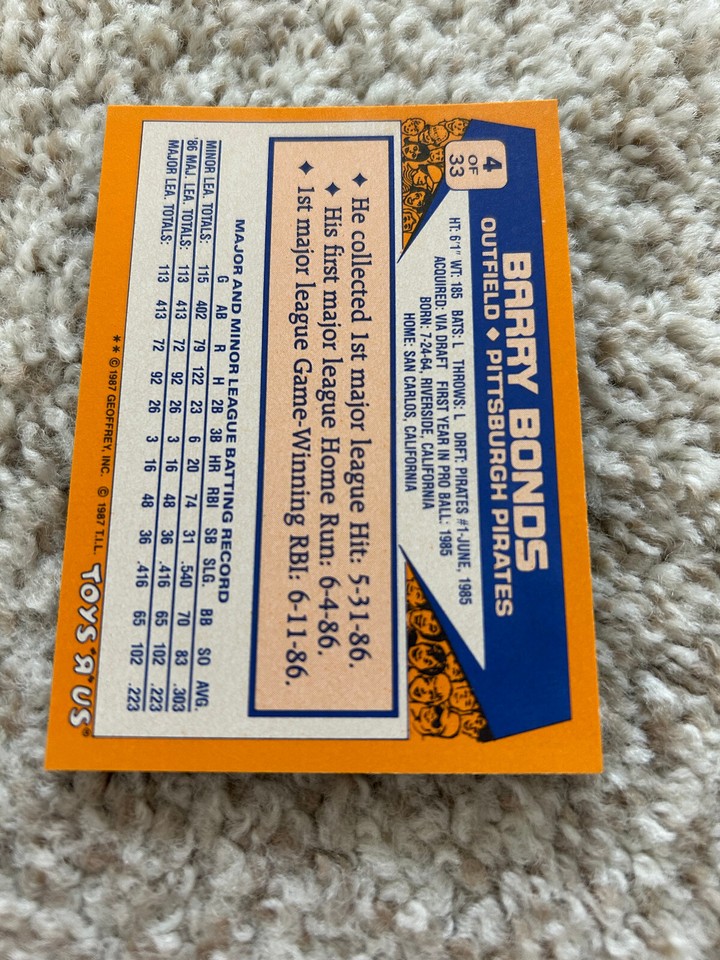 4
OF
33
BARRY BONDS
OUTFIELD ♦ PITTSBURGH PIRATES
HT: 6'1" WT: 185 BATS: L THROWS: L DRFT: PIRATES #1-JUNE, 1985
ACQUIRED: VIA DRAFT FIRST YEAR IN PRO BALL: 1985
BORN: 7-24-64, RIVERSIDE, CALIFORNIA
HOME: SAN CARLOS, CALIFORNIA
♦ He collected 1st major league Hit: 5-31-86.
♦ His first major league Home Run: 6-4-86.
♦ 1st major league Game-Winning RBI: 6-11-86.
MAJOR AND MINOR LEAGUE BATTING RECORD
G AB R H 2B 3B HR RBI SB SLG. BB SO AVG.
MINOR LEA. TOTALS: 115 402 79 122 23 6 20 74 31 .540 70 83 .303
'86 MAJ. LEA. TOTALS: 113 413 72 92 26 3 16 48 36 .416 65 102 .223
MAJOR LEA. TOTALS: 113 413 72 92 26 3 16 48 36 .416 65 102 .223
** © 1987 GEOFFREY, INC. © 1987 T.I.L. TOYS "R" US®